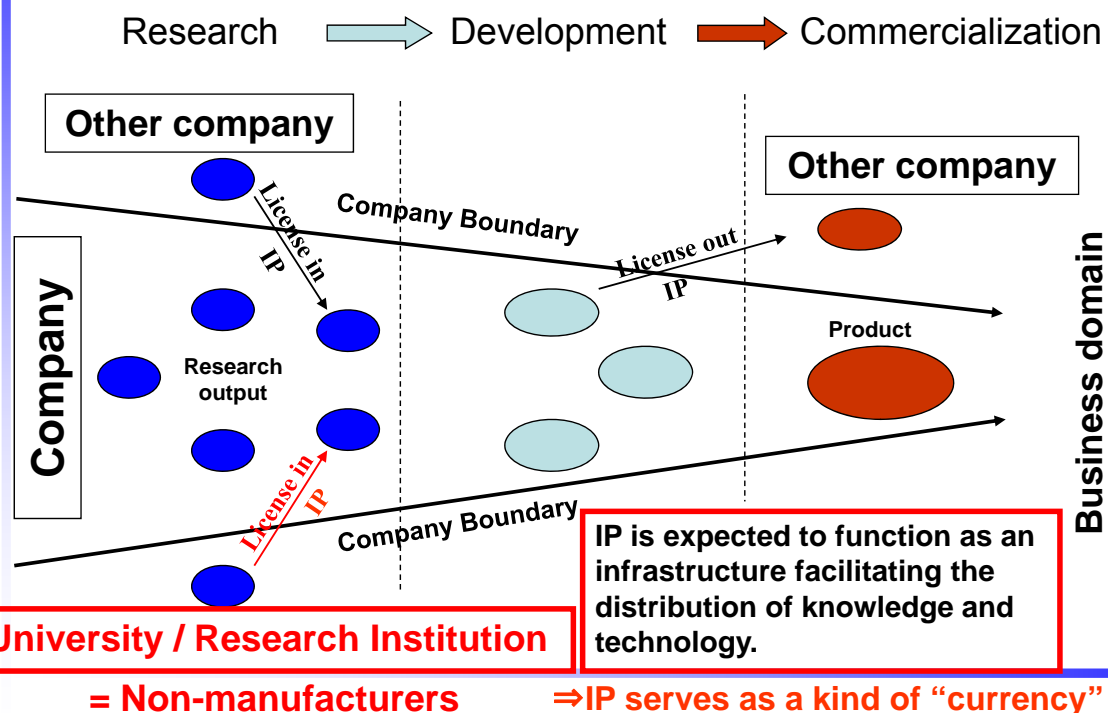 Research Development Commercialization
Other company
Other company
License in
IP
Company Boundary
License out
IP
Company
Research
output
Product
Business domain
License in
IP
Company Boundary
IP is expected to function as an
infrastructure facilitating the
distribution of knowledge and
technology.
University / Research Institution
= Non-manufacturers
⇒IP serves as a kind of “currency”